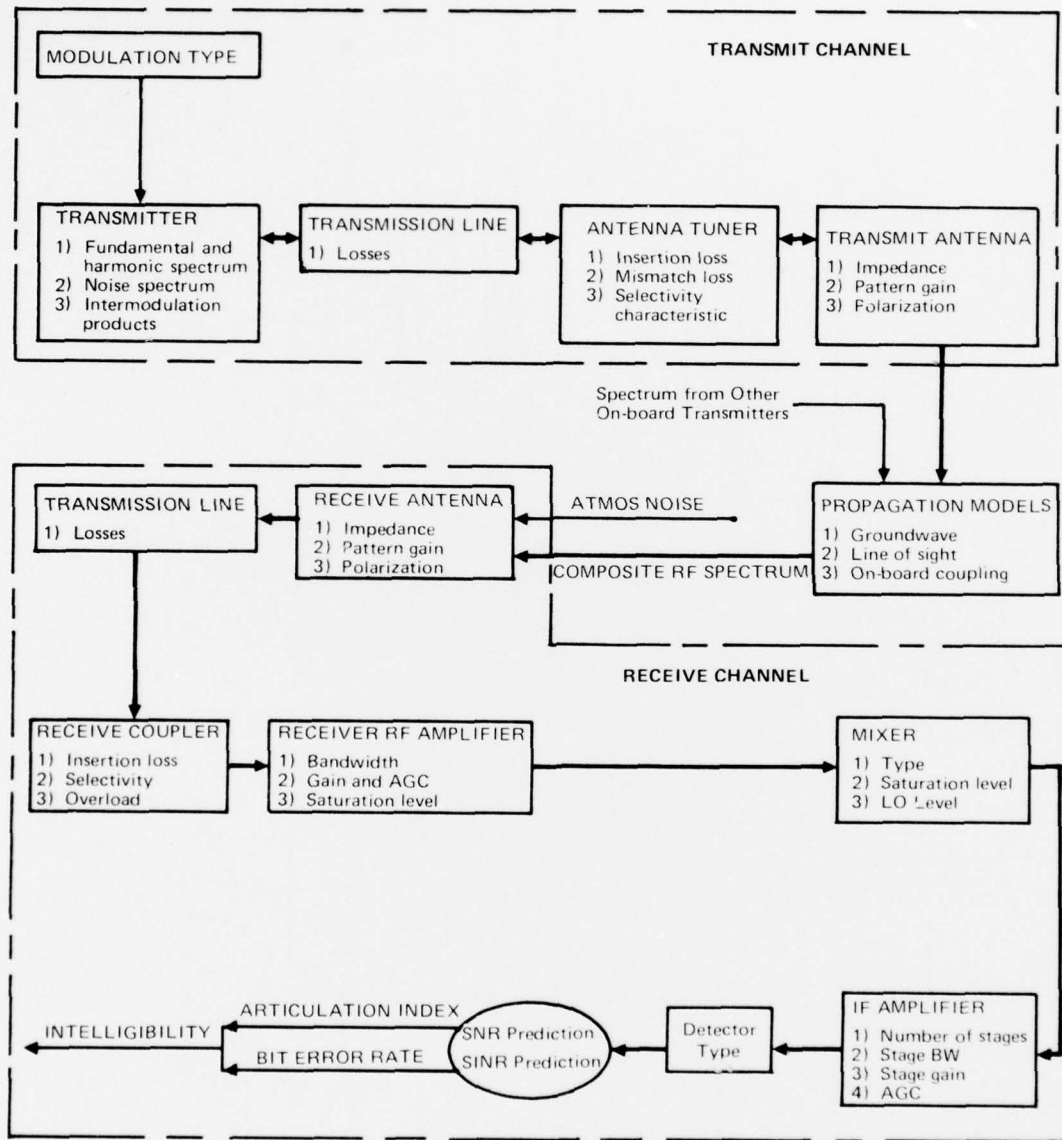 TRANSMIT CHANNEL
MODULATION TYPE
TRANSMITTER
1) Fundamental and
harmonic spectrum
2) Noise spectrum
3) Intermodulation
products
TRANSMISSION LINE
1) Losses
ANTENNA TUNER
1) Insertion loss
2) Mismatch loss
3) Selectivity
characteristic
TRANSMIT ANTENNA
1) Impedance
2) Pattern gain
3) Polarization
Spectrum from Other
On-board Transmitters
TRANSMISSION LINE
1) Losses
RECEIVE ANTENNA
1) Impedance
2) Pattern gain
3) Polarization
ATMOS NOISE
COMPOSITE RF SPECTRUM
PROPAGATION MODELS
1) Groundwave
2) Line of sight
3) On-board coupling
RECEIVE CHANNEL
RECEIVE COUPLER
1) Insertion loss
2) Selectivity
3) Overload
RECEIVER RF AMPLIFIER
1) Bandwidth
2) Gain and AGC
3) Saturation level
MIXER
1) Type
2) Saturation level
3) LO Level
INTELLIGIBILITY
ARTICULATION INDEX
BIT ERROR RATE
SNR Prediction
SINR Prediction
Detector
Type
IF AMPLIFIER
1) Number of stages
2) Stage BW
3) Stage gain
4) AGC